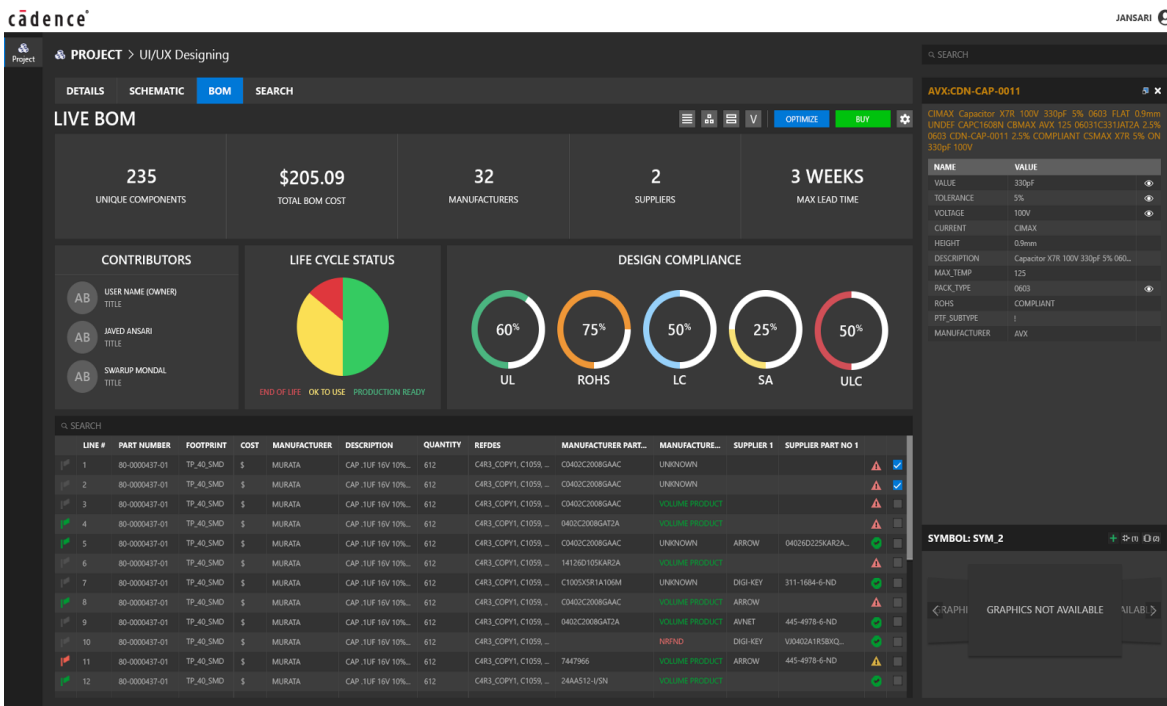 cādence
JANSARI
Project
PROJECT > UI/UX Designing
SEARCH
DETAILS SCHEMATIC BOM SEARCH
LIVE BOM
V OPTIMIZE BUY
235
UNIQUE COMPONENTS
$205.09
TOTAL BOM COST
32
MANUFACTURERS
2
SUPPLIERS
3 WEEKS
MAX LEAD TIME
CONTRIBUTORS
AB USER NAME (OWNER)
TITLE
AB JAVED ANSARI
TITLE
AB SWARUP MONDAL
TITLE
LIFE CYCLE STATUS
END OF LIFE OK TO USE PRODUCTION READY
DESIGN COMPLIANCE
60% 75% 50% 25% 50%
UL ROHS LC SA ULC
SEARCH
LINE # PART NUMBER FOOTPRINT COST MANUFACTURER DESCRIPTION QUANTITY REFDES MANUFACTURER PART... MANUFACTURE... SUPPLIER 1 SUPPLIER PART NO 1
1 80-0000437-01 TP_40_SMD $ MURATA CAP .1UF 16V 10%... 612 C4R3_COPY1, C1059, ... C0402C2008GAAC UNKNOWN
2 80-0000437-01 TP_40_SMD $ MURATA CAP .1UF 16V 10%... 612 C4R3_COPY1, C1059, ... C0402C2008GAAC UNKNOWN
3 80-0000437-01 TP_40_SMD $ MURATA CAP .1UF 16V 10%... 612 C4R3_COPY1, C1059, ... C0402C2008GAAC VOLUME PRODUCT
4 80-0000437-01 TP_40_SMD $ MURATA CAP .1UF 16V 10%... 612 C4R3_COPY1, C1059, ... 0402C2008GAT2A VOLUME PRODUCT
5 80-0000437-01 TP_40_SMD $ MURATA CAP .1UF 16V 10%... 612 C4R3_COPY1, C1059, ... C0402C2008GAAC UNKNOWN ARROW 04026D225KAR2A...
6 80-0000437-01 TP_40_SMD $ MURATA CAP .1UF 16V 10%... 612 C4R3_COPY1, C1059, ... 14126D105KAR2A VOLUME PRODUCT
7 80-0000437-01 TP_40_SMD $ MURATA CAP .1UF 16V 10%... 612 C4R3_COPY1, C1059, ... C1005X5R1A106M UNKNOWN DIGI-KEY 311-1684-6-ND
8 80-0000437-01 TP_40_SMD $ MURATA CAP .1UF 16V 10%... 612 C4R3_COPY1, C1059, ... C0402C2008GAAC VOLUME PRODUCT ARROW
9 80-0000437-01 TP_40_SMD $ MURATA CAP .1UF 16V 10%... 612 C4R3_COPY1, C1059, ... 0402C2008GAT2A VOLUME PRODUCT AVNET 445-4978-6-ND
10 80-0000437-01 TP_40_SMD $ MURATA CAP .1UF 16V 10%... 612 C4R3_COPY1, C1059, ... NRFND DIGI-KEY VJ0402A1R5BXQ...
11 80-0000437-01 TP_40_SMD $ MURATA CAP .1UF 16V 10%... 612 C4R3_COPY1, C1059, ... 7447966 VOLUME PRODUCT ARROW 445-4978-6-ND
12 80-0000437-01 TP_40_SMD $ MURATA CAP .1UF 16V 10%... 612 C4R3_COPY1, C1059, ... 24AA512-I/SN VOLUME PRODUCT
AVX:CDN-CAP-0011
CIMAX Capacitor X7R 100V 330pF 5% 0603 FLAT 0.9mm
UNDEF CAPC1608N CBMAX AVX 125 06031C331JAT2A 2.5%
0603 CDN-CAP-0011 2.5% COMPLIANT CSMAX X7R 5% ON
330pF 100V
NAME VALUE
VALUE 330pF
TOLERANCE 5%
VOLTAGE 100V
CURRENT CIMAX
HEIGHT 0.9mm
DESCRIPTION Capacitor X7R 100V 330pF 5% 060...
MAX_TEMP 125
PACK_TYPE 0603
ROHS COMPLIANT
PTF_SUBTYPE !
MANUFACTURER AVX
SYMBOL: SYM_2 (1) (2)
RAPHI GRAPHICS NOT AVAILABLE AILABL